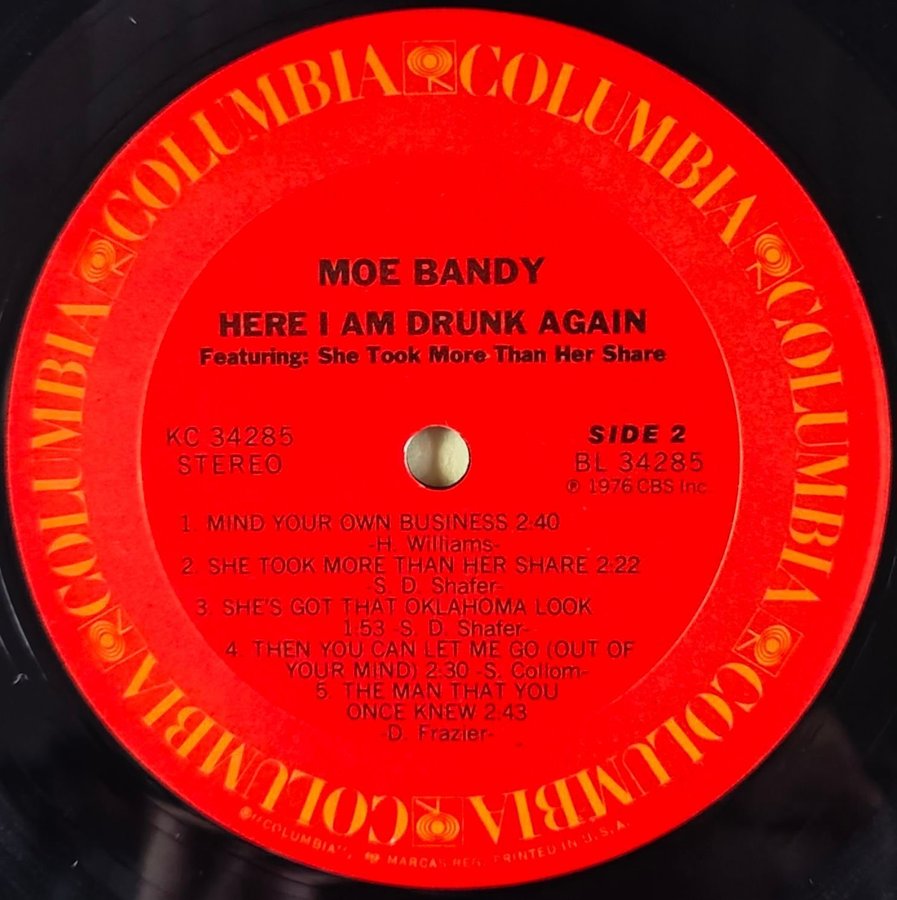 COLUMBIA COLUMBIA COLUMBIA COLUMBIA COLUMBIA COLUMBIA COLUMBIA
MOE BANDY
HERE I AM DRUNK AGAIN
Featuring: She Took More Than Her Share
KC 34285
STEREO
SIDE 2
BL 34285
℗ 1976 CBS Inc.
1. MIND YOUR OWN BUSINESS 2:40
-H. Williams-
2. SHE TOOK MORE THAN HER SHARE 2:22
-S. D. Shafer-
3. SHE'S GOT THAT OKLAHOMA LOOK
1:53 -S. D. Shafer-
4. THEN YOU CAN LET ME GO (OUT OF
YOUR MIND) 2:30 -S. Collom-
5. THE MAN THAT YOU
ONCE KNEW 2:43
-D. Frazier-
®"COLUMBIA", MARCAS REG. PRINTED IN U.S.A.